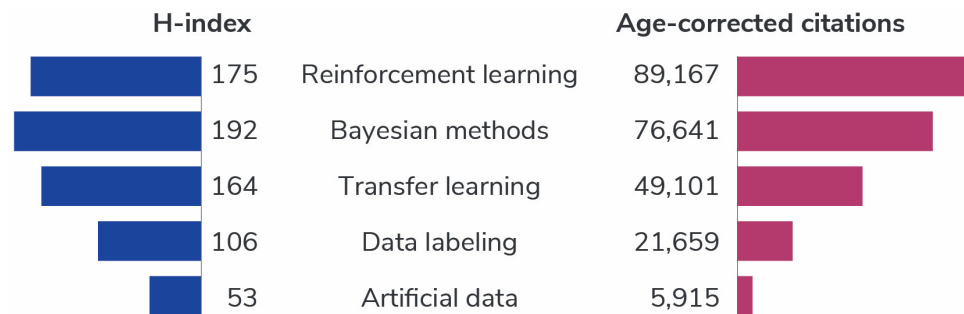 H-index Age-corrected citations
175 Reinforcement learning 89,167
192 Bayesian methods 76,641
164 Transfer learning 49,101
106 Data labeling 21,659
53 Artificial data 5,915